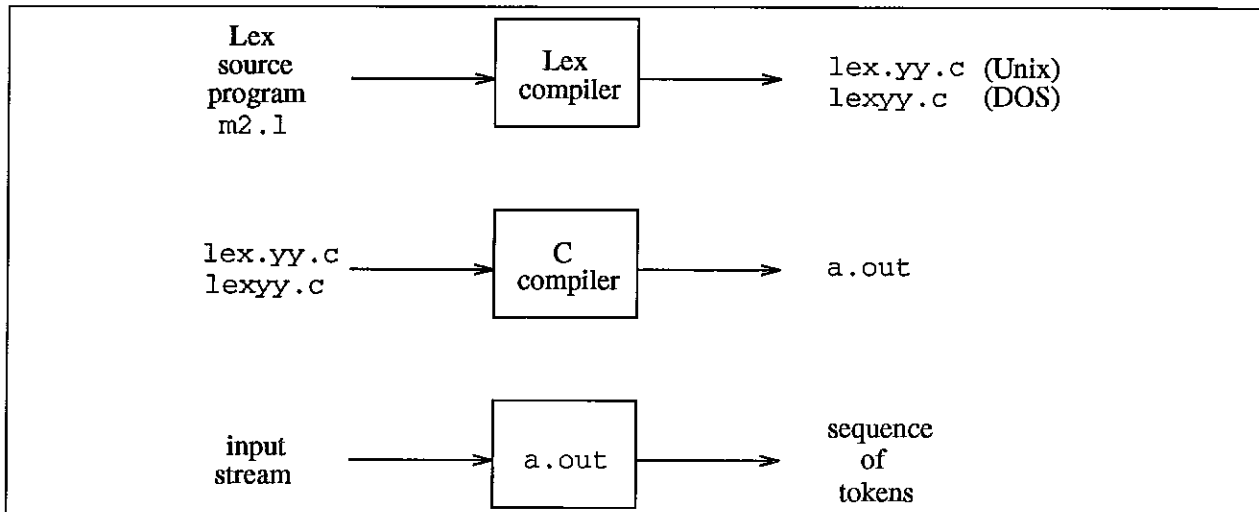 Lex
source
program
m2.l
Lex
compiler
lex.yy.c (Unix)
lexyy.c (DOS)
lex.yy.c
lexyy.c
C
compiler
a.out
input
stream
a.out
sequence
of
tokens